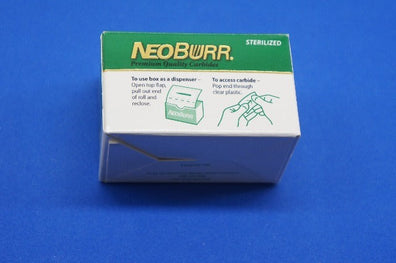 STERILIZED
NEOBURR.
Premium Quality Carbides
To use box as a dispenser –
Open top flap,
pull out end
of roll and
reclose.
To access carbide –
Pop end through
clear plastic.
NEOBURR